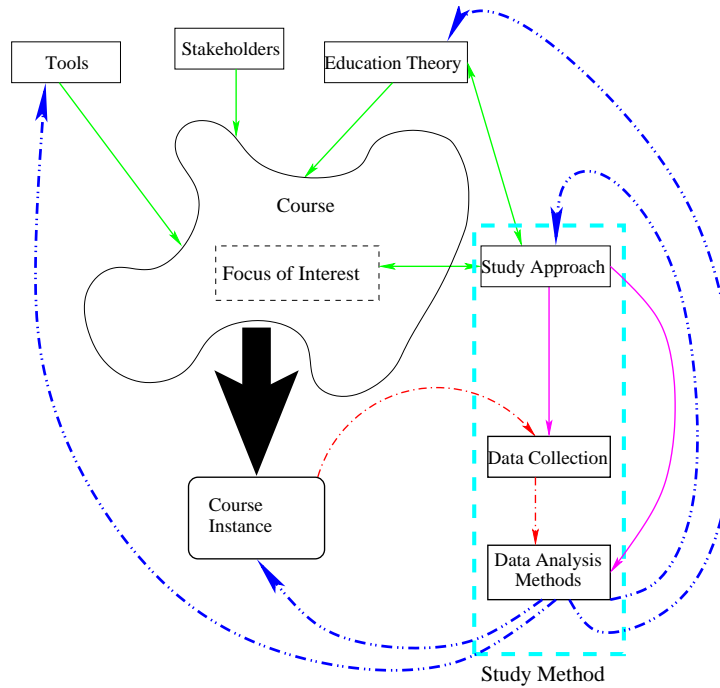 Tools
Stakeholders
Education Theory
Course
Focus of Interest
Study Approach
Data Collection
Course
Instance
Data Analysis
Methods
Study Method